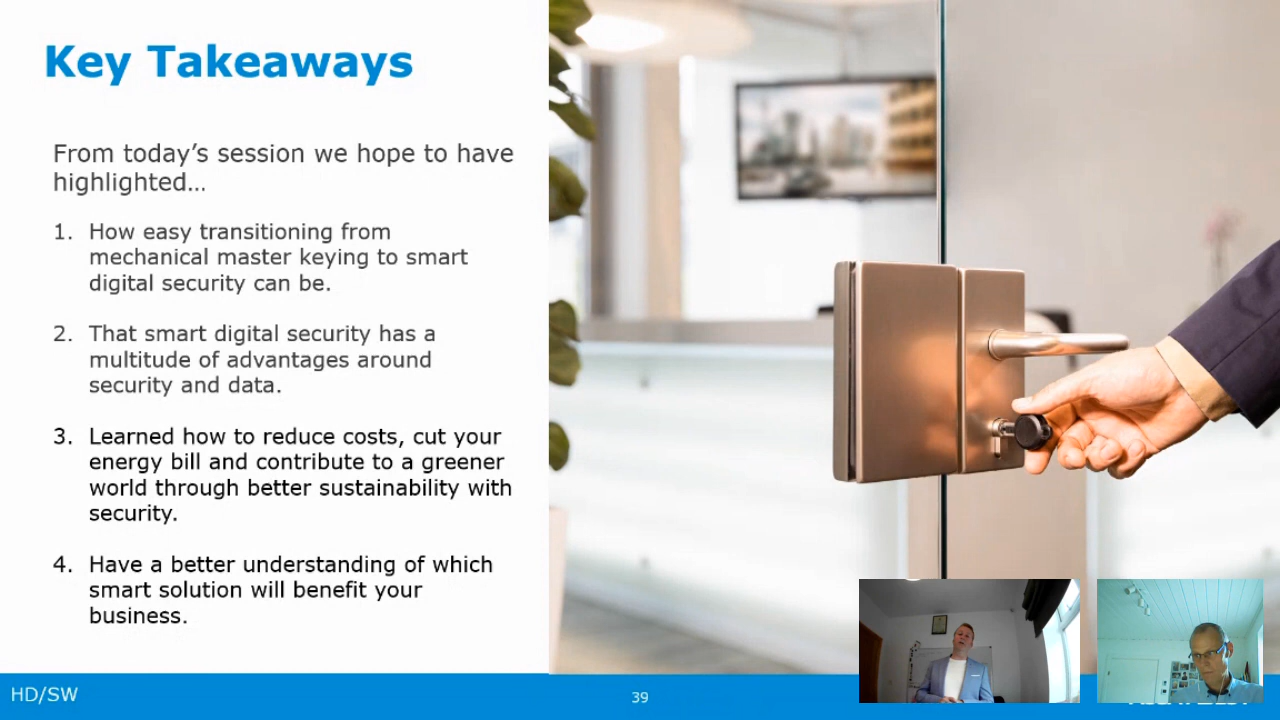 Key Takeaways
From today’s session we hope to have
highlighted…
1. How easy transitioning from
mechanical master keying to smart
digital security can be.
2. That smart digital security has a
multitude of advantages around
security and data.
3. Learned how to reduce costs, cut your
energy bill and contribute to a greener
world through better sustainability with
security.
4. Have a better understanding of which
smart solution will benefit your
business.
HD/SW
39